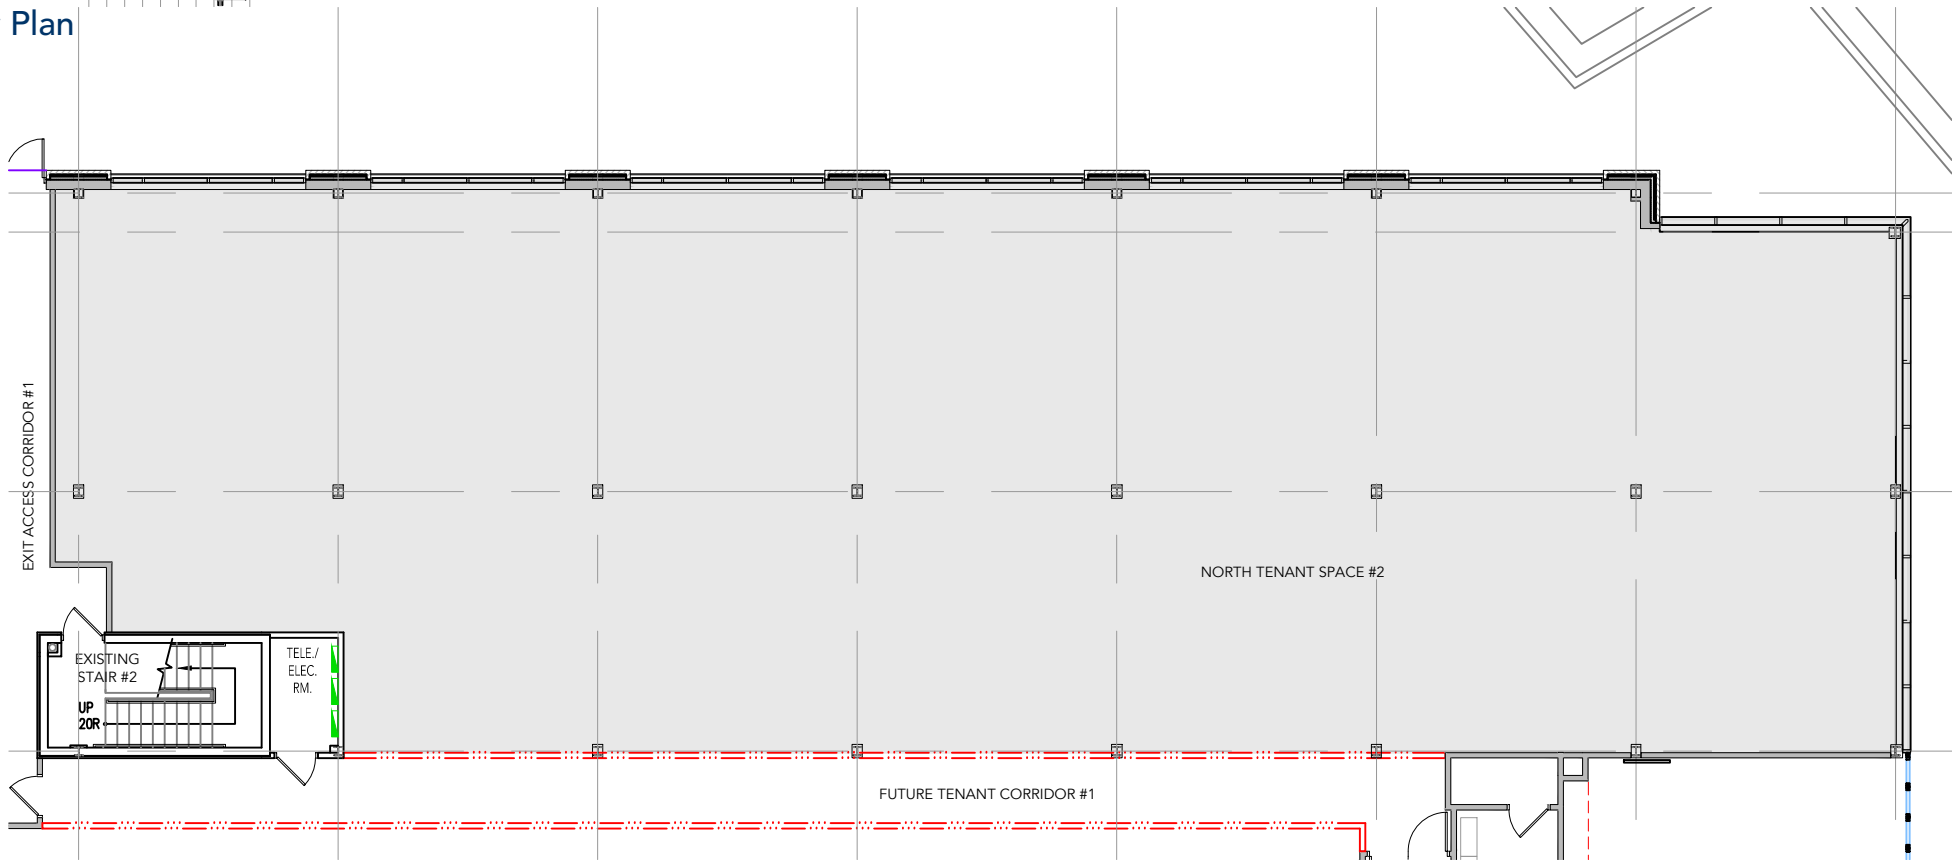 Plan
EXIT ACCESS CORRIDOR #1
NORTH TENANT SPACE #2
EXISTING
STAIR #2
TELE./
ELEC.
RM.
UP
20R
FUTURE TENANT CORRIDOR #1